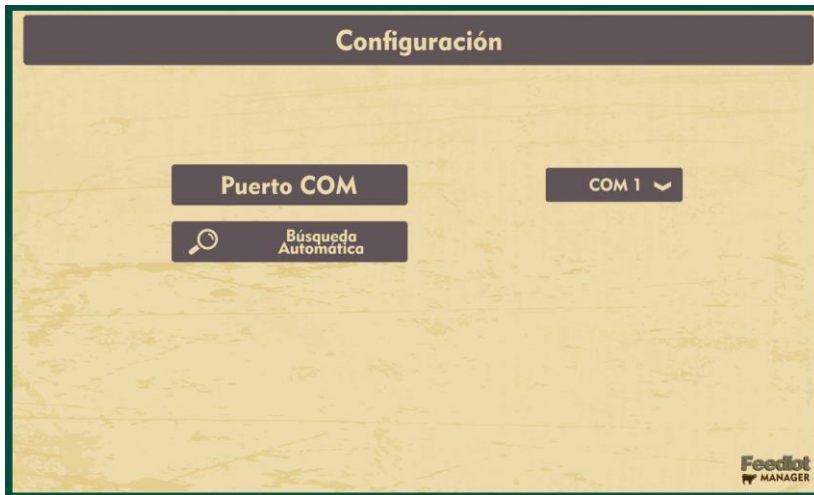 Configuración
Puerto COM
COM 1
Búsqueda
Automática
Feedlot
MANAGER